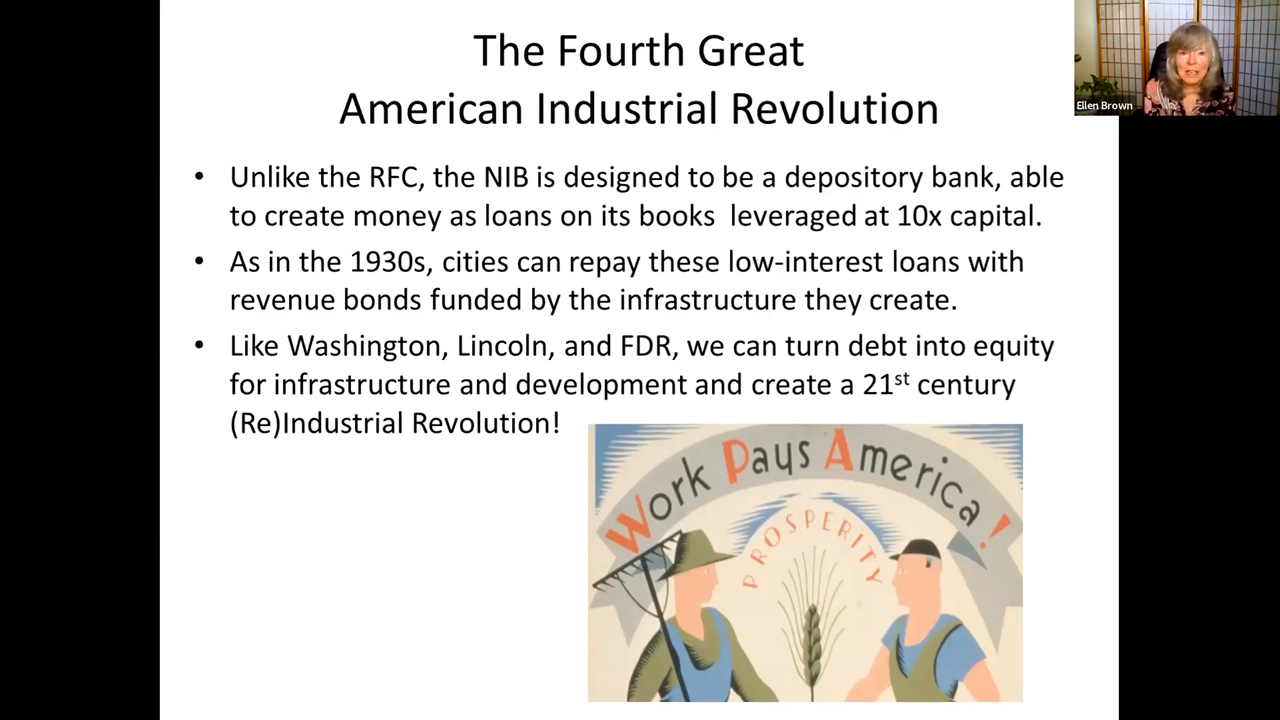 The Fourth Great
American Industrial Revolution
Ellen Brown
• Unlike the RFC, the NIB is designed to be a depository bank, able
to create money as loans on its books  leveraged at 10x capital.
• As in the 1930s, cities can repay these low-interest loans with
revenue bonds funded by the infrastructure they create.
• Like Washington, Lincoln, and FDR, we can turn debt into equity
for infrastructure and development and create a 21st century
(Re)Industrial Revolution!
Work Pays America!
PROSPERITY